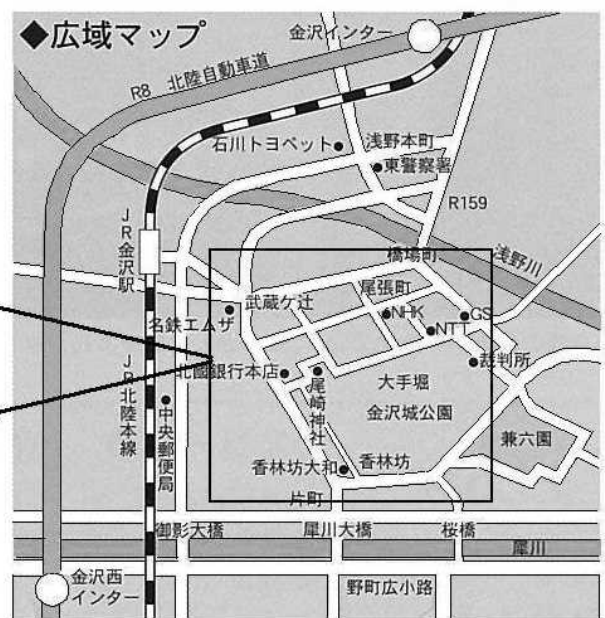 ◆広域マップ
金沢インター
R8 北陸自動車道
石川トヨペット
浅野本町
東警察署
R159
JR金沢駅
橋場町
浅野川
尾張町
武蔵ケ辻
名鉄エムザ
NHK
GS
NTT
裁判所
北國銀行本店
尾崎神社
大手堀
金沢城公園
兼六園
JR北陸本線
中央郵便局
香林坊大和
香林坊
片町
御影大橋
犀川大橋
桜橋
犀川
金沢西
インター
野町広小路